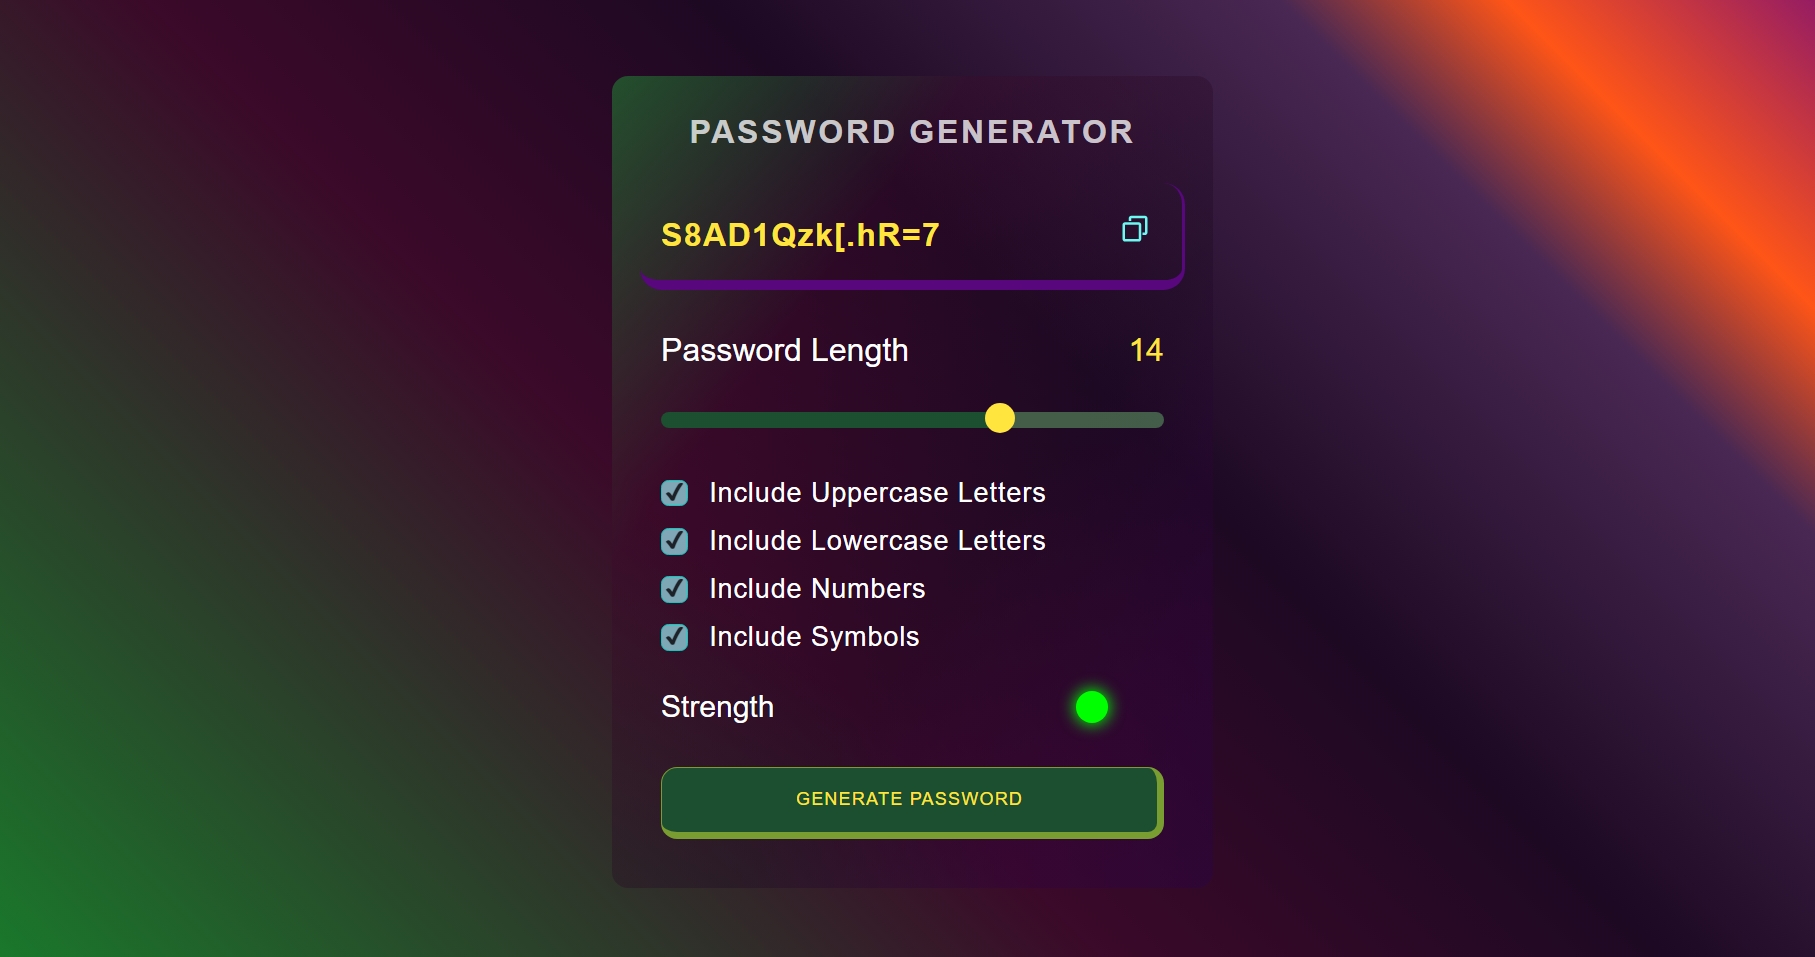 PASSWORD GENERATOR
S8AD1Qzk[.hR=7
Password Length 14
Include Uppercase Letters
Include Lowercase Letters
Include Numbers
Include Symbols
Strength
GENERATE PASSWORD